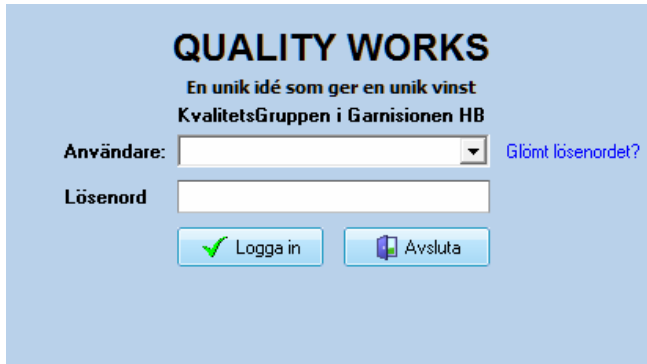 QUALITY WORKS
En unik idé som ger en unik vinst
KvalitetsGruppen i Garnisionen HB
Användare: Glömt lösenordet?
Lösenord
Logga in Avsluta